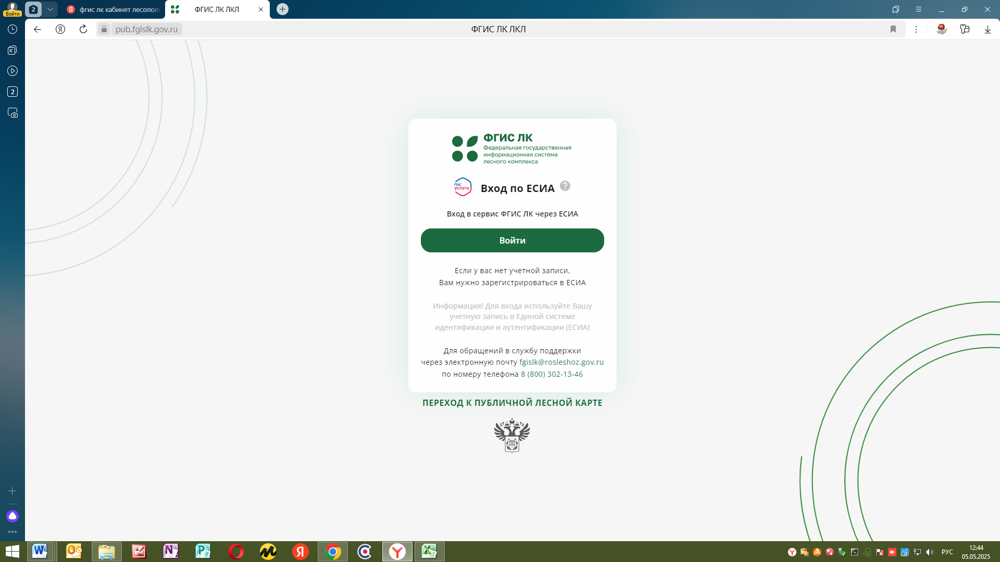 Войти
2
фгис лк кабинет лесопол
ФГИС ЛК ЛКЛ
pub.fgislk.gov.ru
ФГИС ЛК ЛКЛ
2
ФГИС ЛК
Федеральная государственная
информационная система
лесного комплекса
гос
услуги
Вход по ЕСИА
?
Вход в сервис ФГИС ЛК через ЕСИА
Войти
Если у вас нет учетной записи,
Вам нужно зарегистрироваться в ЕСИА
Информация! Для входа используйте Вашу
учетную запись в Единой системе
идентификации и аутентификации (ЕСИА)
Для обращений в службу поддержки
через электронную почту fgislk@rosleshoz.gov.ru
по номеру телефона 8 (800) 302-13-46
ПЕРЕХОД К ПУБЛИЧНОЙ ЛЕСНОЙ КАРТЕ
РУС
12:44
05.05.2025